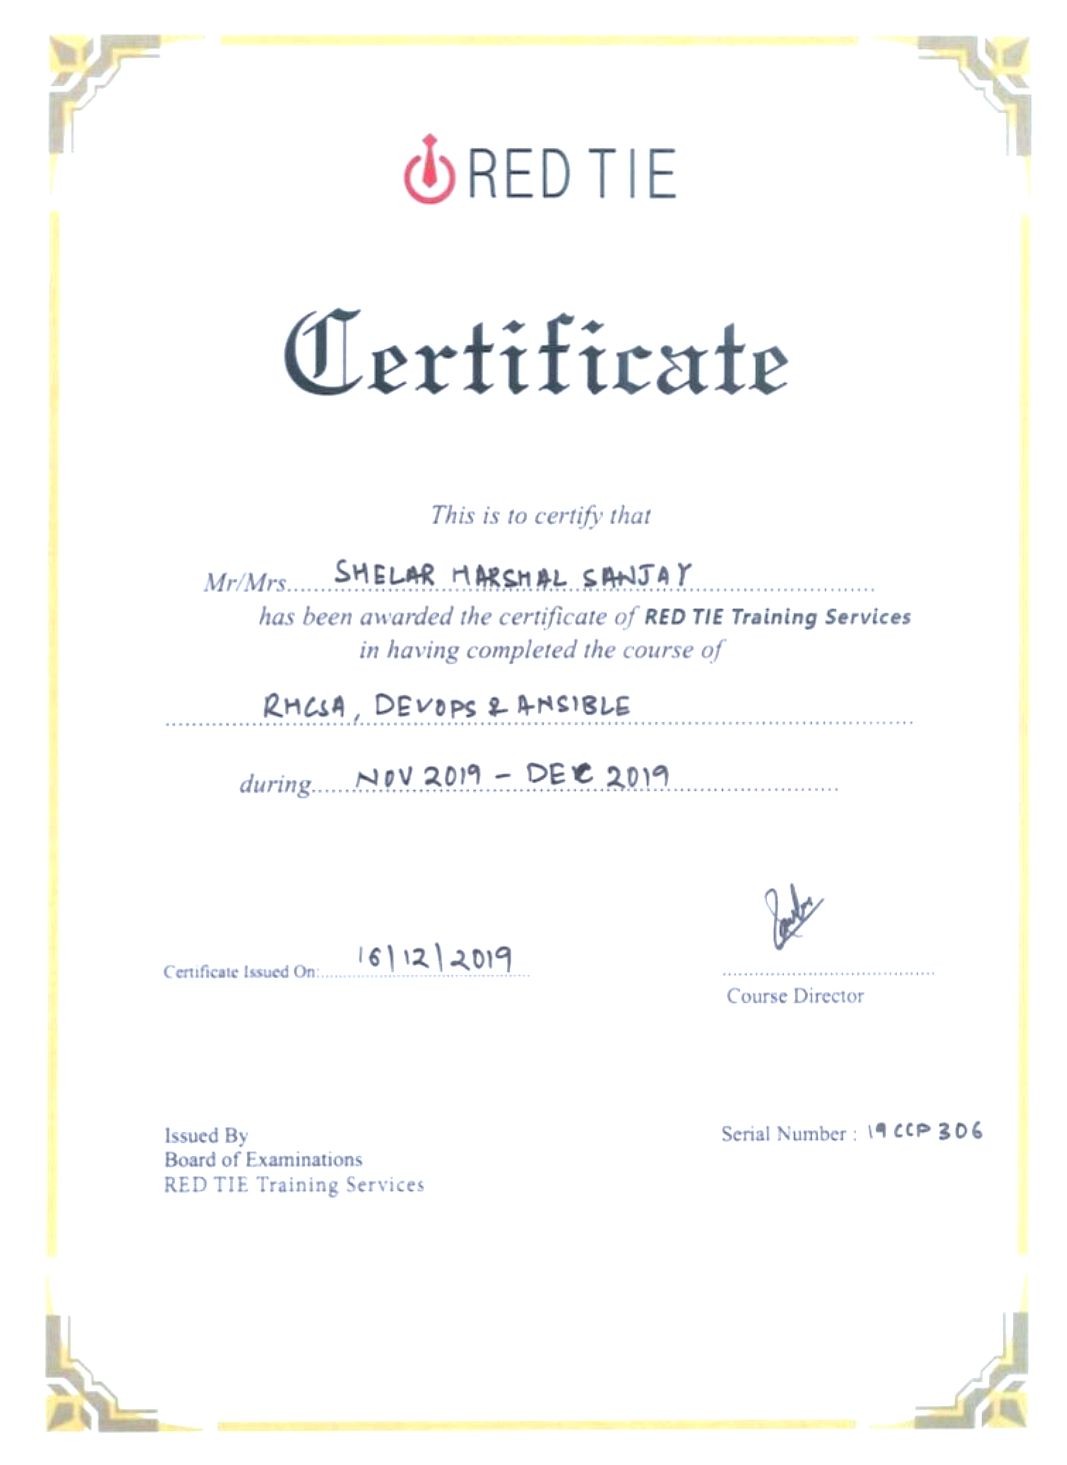 RED TIE
Certificate
This is to certify that
Mr/Mrs......SHELAR HARSHAL SANJAY......
has been awarded the certificate of RED TIE Training Services
in having completed the course of
RHCSA, DEVOPS & ANSIBLE
during......NOV 2019 - DEC 2019......
Certificate Issued On:......16/12/2019......
Course Director
Issued By
Board of Examinations
RED TIE Training Services
Serial Number : 19CCP306